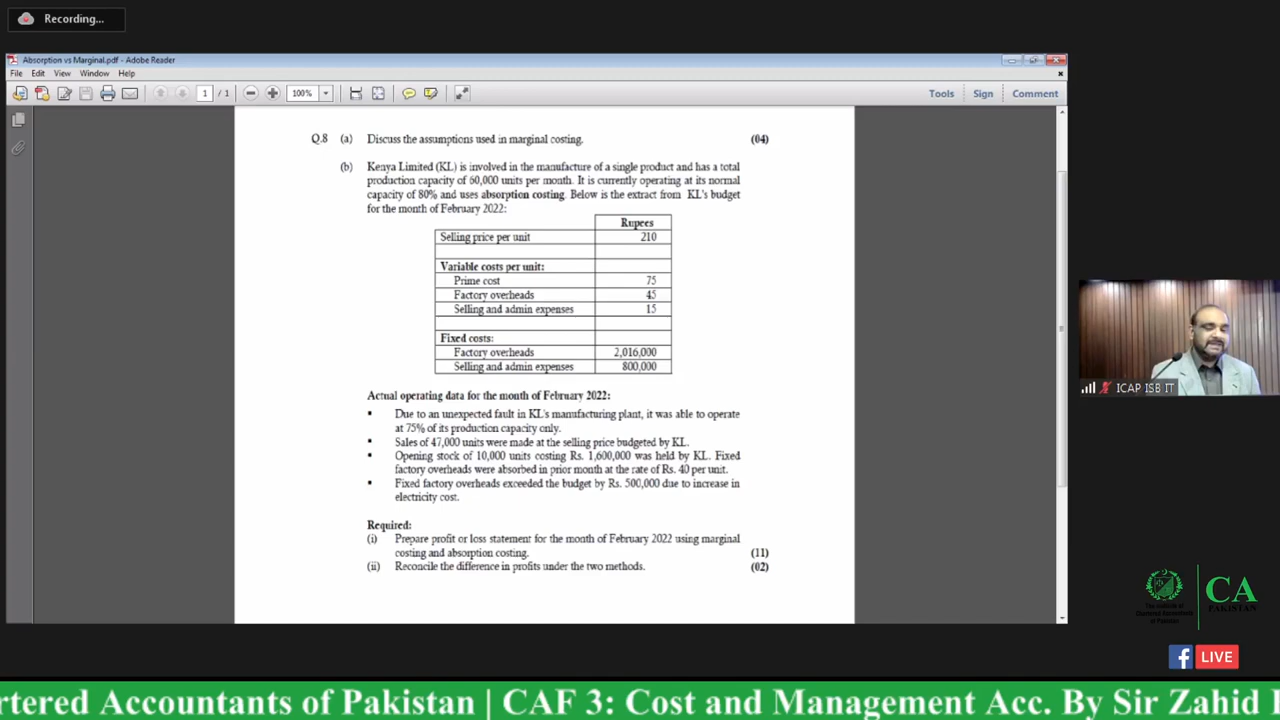 Recording...
Absorption vs Marginal.pdf - Adobe Reader
File Edit View Window Help
1 / 1 100% Tools Sign Comment
Q.8 (a) Discuss the assumptions used in marginal costing. (04)
(b) Kenya Limited (KL) is involved in the manufacture of a single product and has a total
production capacity of 60,000 units per month. It is currently operating at its normal
capacity of 80% and uses absorption costing. Below is the extract from KL's budget
for the month of February 2022:
Rupees
Selling price per unit 210
Variable costs per unit:
Prime cost 75
Factory overheads 45
Selling and admin expenses 15
Fixed costs:
Factory overheads 2,016,000
Selling and admin expenses 800,000
Actual operating data for the month of February 2022:
▪ Due to an unexpected fault in KL's manufacturing plant, it was able to operate
at 75% of its production capacity only.
▪ Sales of 47,000 units were made at the selling price budgeted by KL.
▪ Opening stock of 10,000 units costing Rs. 1,600,000 was held by KL. Fixed
factory overheads were absorbed in prior month at the rate of Rs. 40 per unit.
▪ Fixed factory overheads exceeded the budget by Rs. 500,000 due to increase in
electricity cost.
Required:
(i) Prepare profit or loss statement for the month of February 2022 using marginal
costing and absorption costing. (11)
(ii) Reconcile the difference in profits under the two methods. (02)
ICAP ISB IT
The Institute of
Chartered Accountants
of Pakistan
CA
PAKISTAN
f LIVE
rtered Accountants of Pakistan | CAF 3: Cost and Management Acc. By Sir Zahid